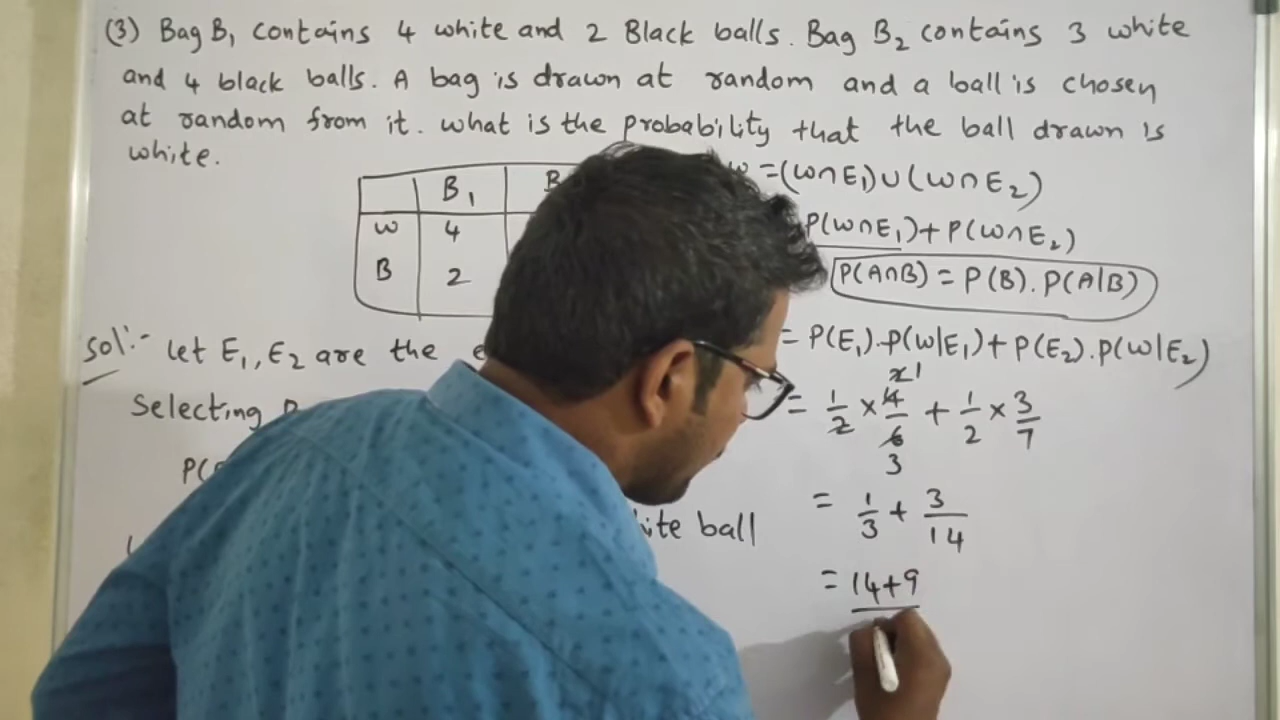 (3) Bag B₁ contains 4 white and 2 Black balls. Bag B₂ contains 3 white
and 4 black balls. A bag is drawn at random and a ball is chosen
at random from it. what is the probability that the ball drawn is
white.
B₁ B
W 4
B 2
W = (W∩E₁)∪(W∩E₂)
P(W∩E₁)+P(W∩E₂)
P(A∩B) = P(B).P(A|B)
Sol:- Let E₁, E₂ are the
Selecting
P(
= P(E₁).P(W|E₁)+P(E₂).P(W|E₂)
= 1/2 × 4/6 + 1/2 × 3/7
2 1
3
= 1/3 + 3/14
ite ball
= 14+9